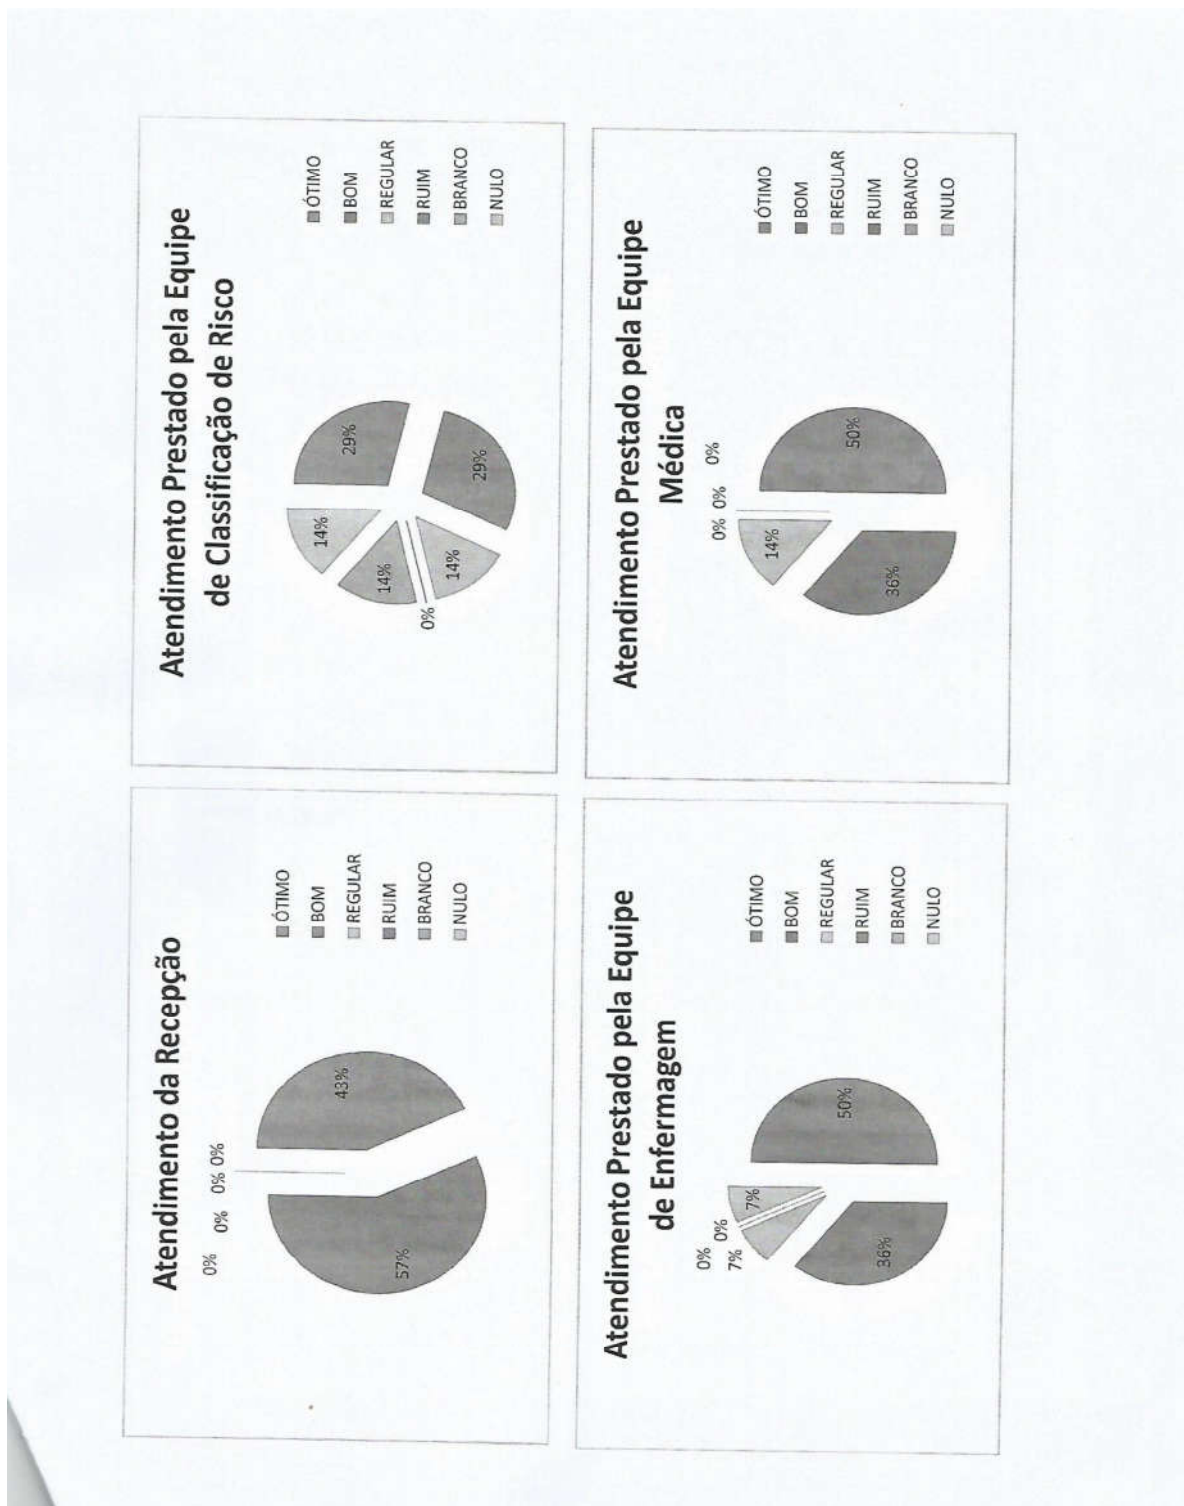 Atendimento da Recepção
0%
0%
0% 0%
43%
57%
ÓTIMO
BOM
REGULAR
RUIM
BRANCO
NULO
Atendimento Prestado pela Equipe
de Classificação de Risco
14%
29%
14%
0%
14%
29%
ÓTIMO
BOM
REGULAR
RUIM
BRANCO
NULO
Atendimento Prestado pela Equipe
de Enfermagem
0%
0%
7%
7%
50%
36%
ÓTIMO
BOM
REGULAR
RUIM
BRANCO
NULO
Atendimento Prestado pela Equipe
Médica
0% 0% 0%
14%
50%
36%
ÓTIMO
BOM
REGULAR
RUIM
BRANCO
NULO